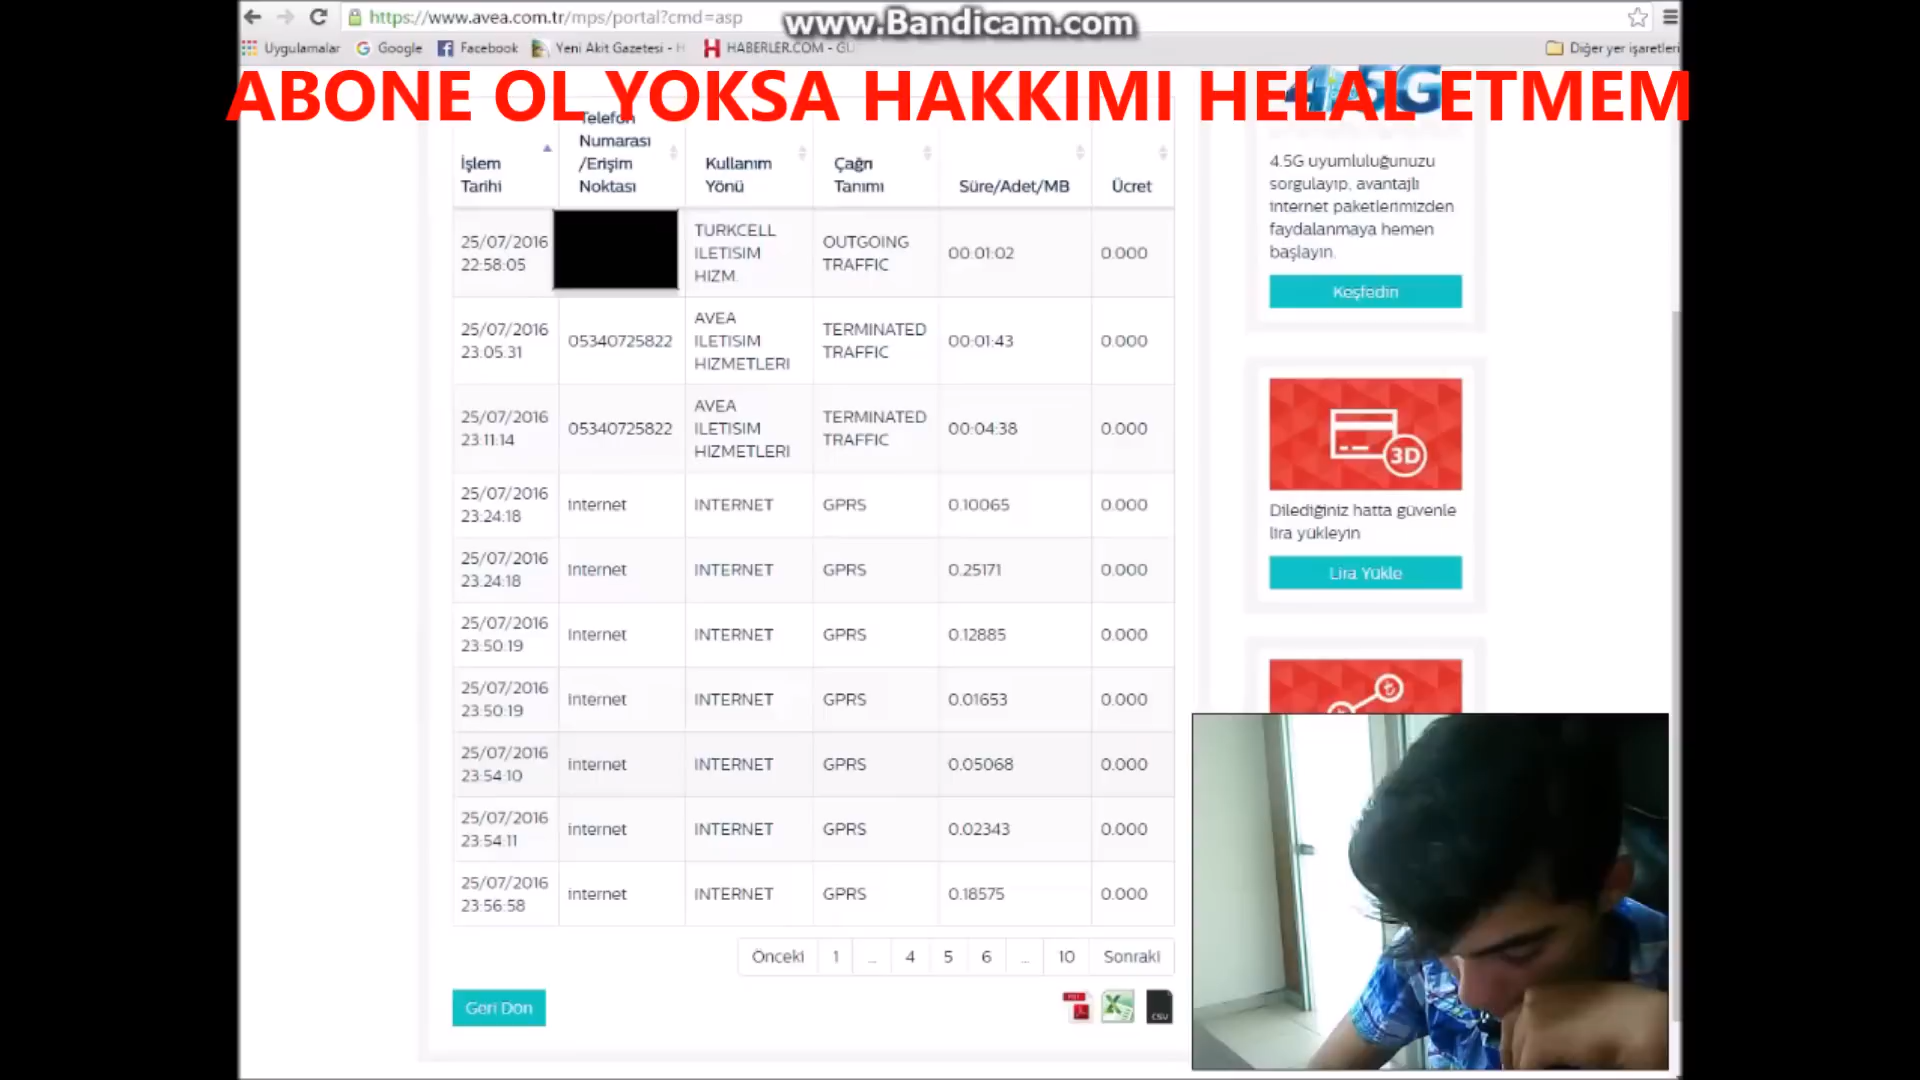 https://www.avea.com.tr/mps/portal?cmd=asp
www.Bandicam.com
Uygulamalar Google Facebook Yeni Akit Gazetesi - H HABERLER.COM - GÜ Diğer yer işaretleri
ABONE OL YOKSA HAKKIMI HELAL ETMEM
4.5G
İşlem Tarihi Telefon Numarası /Erişim Noktası Kullanım Yönü Çağrı Tanımı Süre/Adet/MB Ücret
25/07/2016 22:58:05 TURKCELL ILETISIM HIZM. OUTGOING TRAFFIC 00:01:02 0.000
25/07/2016 23:05:31 05340725822 AVEA ILETISIM HIZMETLERI TERMINATED TRAFFIC 00:01:43 0.000
25/07/2016 23:11:14 05340725822 AVEA ILETISIM HIZMETLERI TERMINATED TRAFFIC 00:04:38 0.000
25/07/2016 23:24:18 internet INTERNET GPRS 0.10065 0.000
25/07/2016 23:24:18 internet INTERNET GPRS 0.25171 0.000
25/07/2016 23:50:19 internet INTERNET GPRS 0.12885 0.000
25/07/2016 23:50:19 internet INTERNET GPRS 0.01653 0.000
25/07/2016 23:54:10 internet INTERNET GPRS 0.05068 0.000
25/07/2016 23:54:11 internet INTERNET GPRS 0.02343 0.000
25/07/2016 23:56:58 internet INTERNET GPRS 0.18575 0.000
Önceki 1 ... 4 5 6 ... 10 Sonraki
Geri Dön
PDF
CSV
4.5G uyumluluğunuzu
sorgulayıp, avantajlı
internet paketlerimizden
faydalanmaya hemen
başlayın.
Keşfedin
3D
Dilediğiniz hatta güvenle
lira yükleyin
Lira Yükle